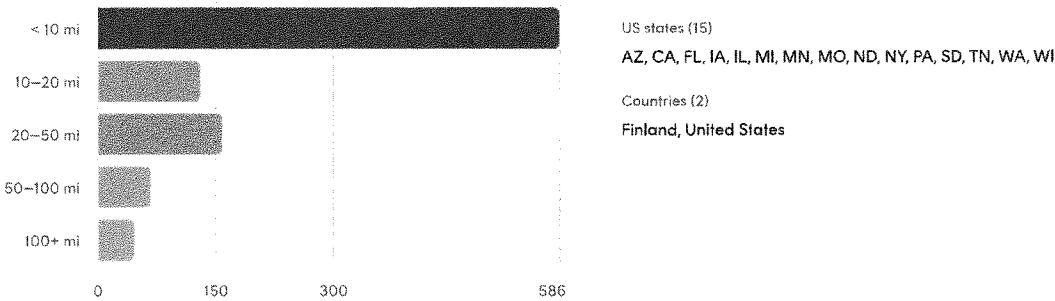 < 10 mi
10–20 mi
20–50 mi
50–100 mi
100+ mi
0 150 300 586
US states (15)
AZ, CA, FL, IA, IL, MI, MN, MO, ND, NY, PA, SD, TN, WA, WI
Countries (2)
Finland, United States